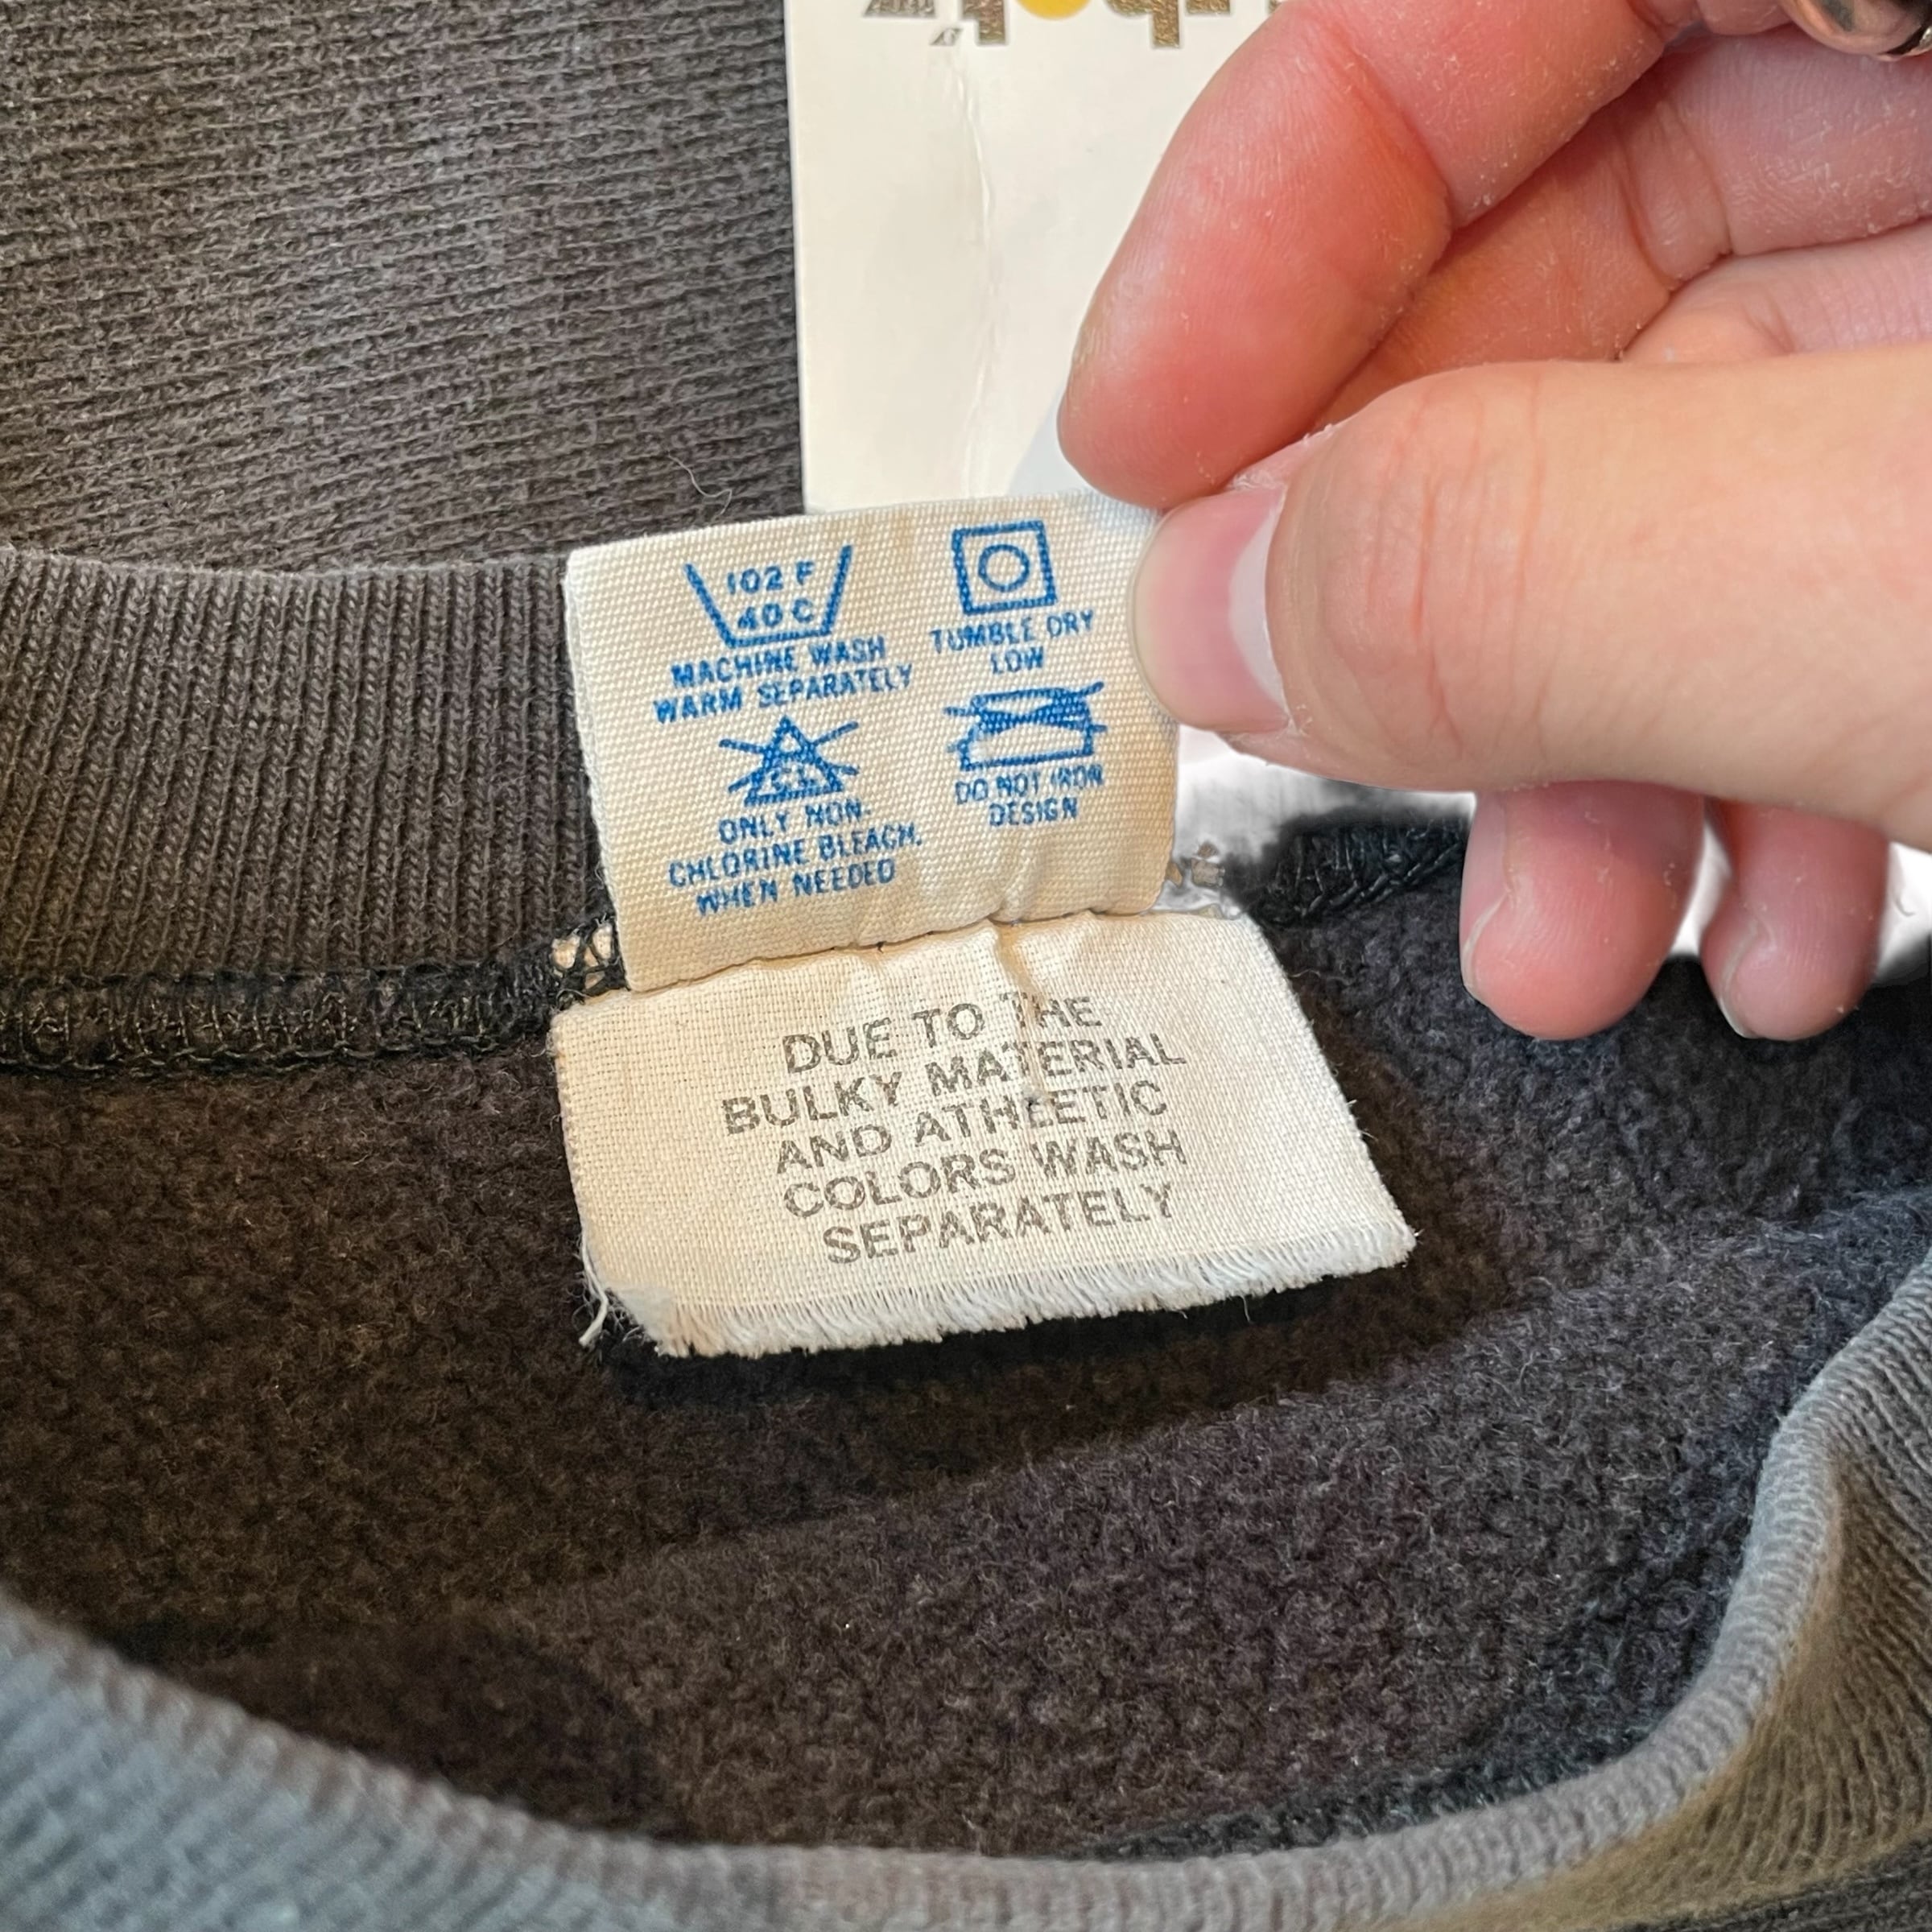 102 F
40 C
MACHINE WASH
WARM SEPARATELY
TUMBLE DRY
LOW
CL
ONLY NON-
CHLORINE BLEACH,
WHEN NEEDED
DO NOT IRON
DESIGN
DUE TO THE
BULKY MATERIAL
AND ATHLETIC
COLORS WASH
SEPARATELY